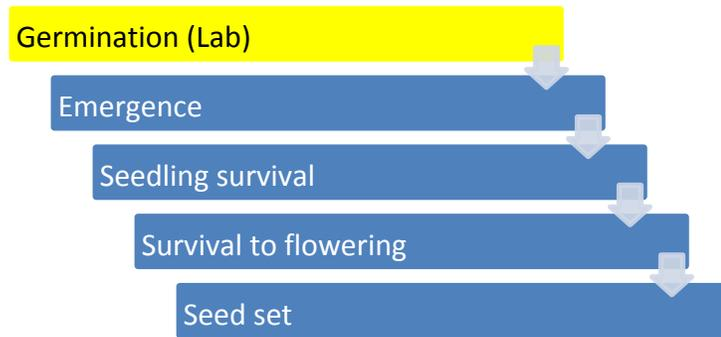 Germination (Lab)
Emergence
Seedling survival
Survival to flowering
Seed set